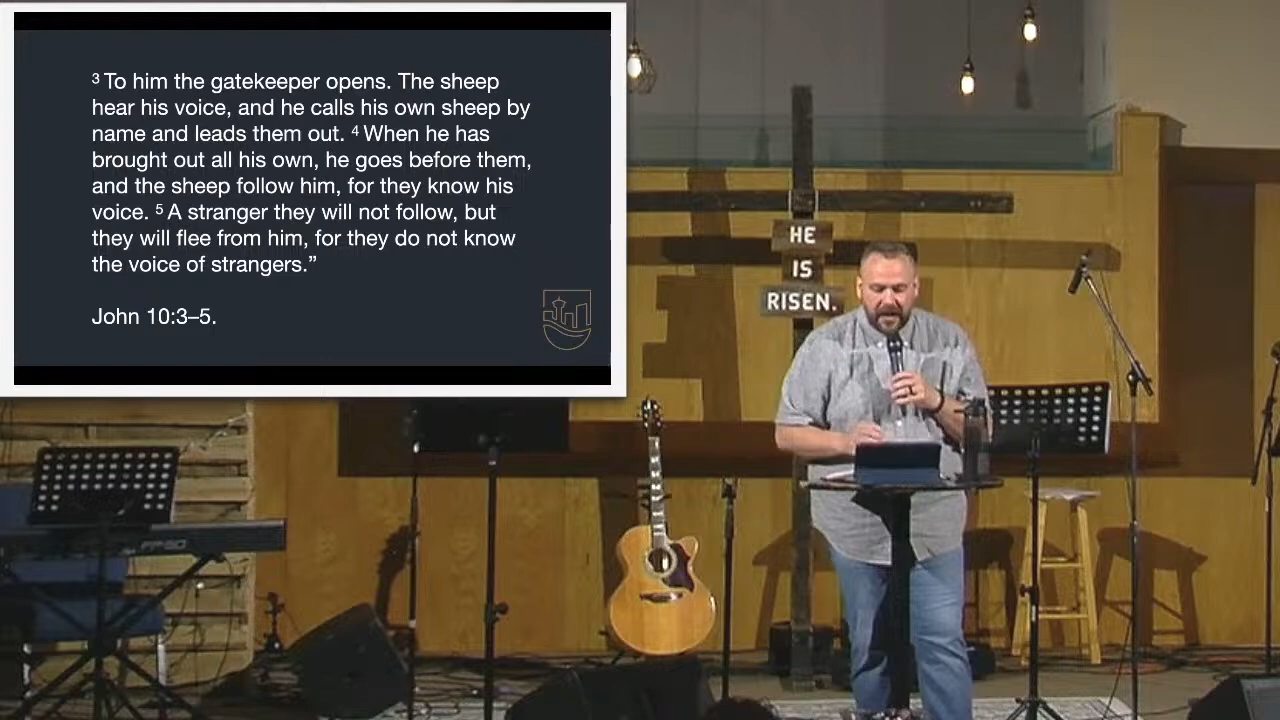 ³ To him the gatekeeper opens. The sheep
hear his voice, and he calls his own sheep by
name and leads them out. ⁴ When he has
brought out all his own, he goes before them,
and the sheep follow him, for they know his
voice. ⁵ A stranger they will not follow, but
they will flee from him, for they do not know
the voice of strangers.”
John 10:3–5.
HE
IS
RISEN.